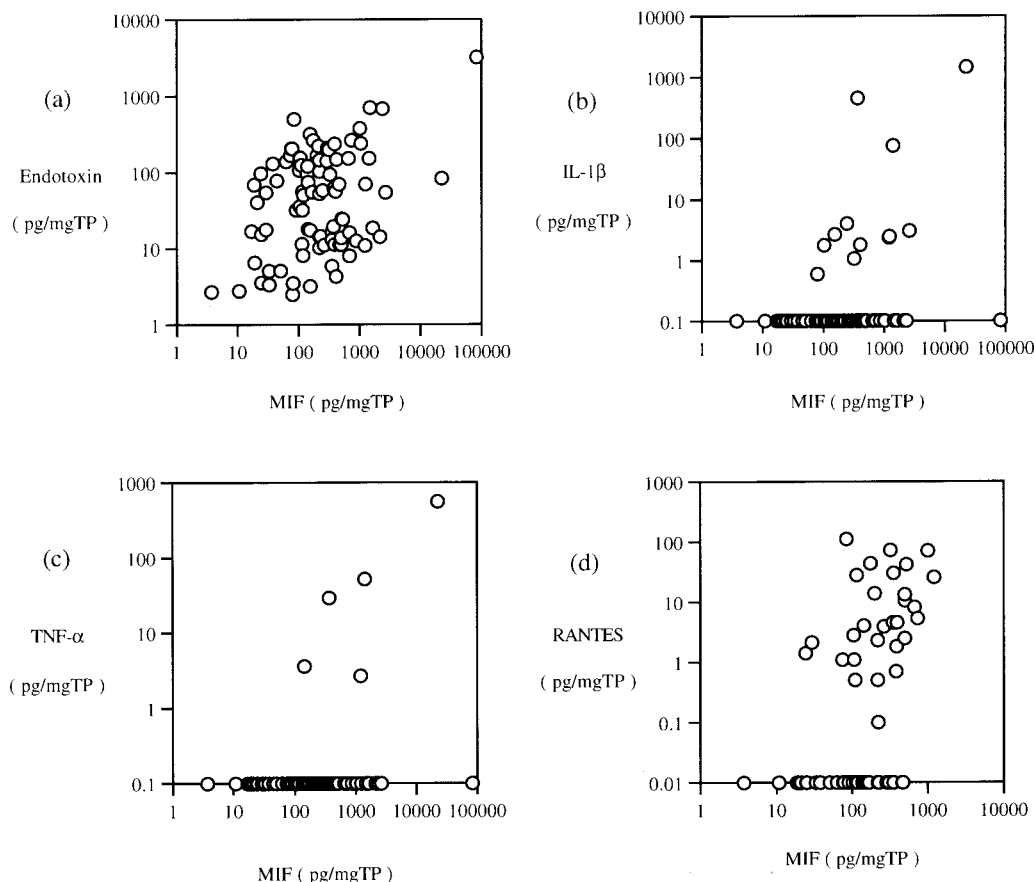 (a)
Endotoxin
( pg/mgTP )
10000
1000
100
10
1
1 10 100 1000 10000 100000
MIF ( pg/mgTP )
(b)
IL-1β
( pg/mgTP )
10000
1000
100
10
1
0.1
1 10 100 1000 10000 100000
MIF ( pg/mgTP )
(c)
TNF-α
( pg/mgTP )
1000
100
10
1
0.1
1 10 100 1000 10000 100000
MIF ( pg/mgTP )
(d)
RANTES
( pg/mgTP )
1000
100
10
1
0.1
0.01
1 10 100 1000 10000
MIF ( pg/mgTP )